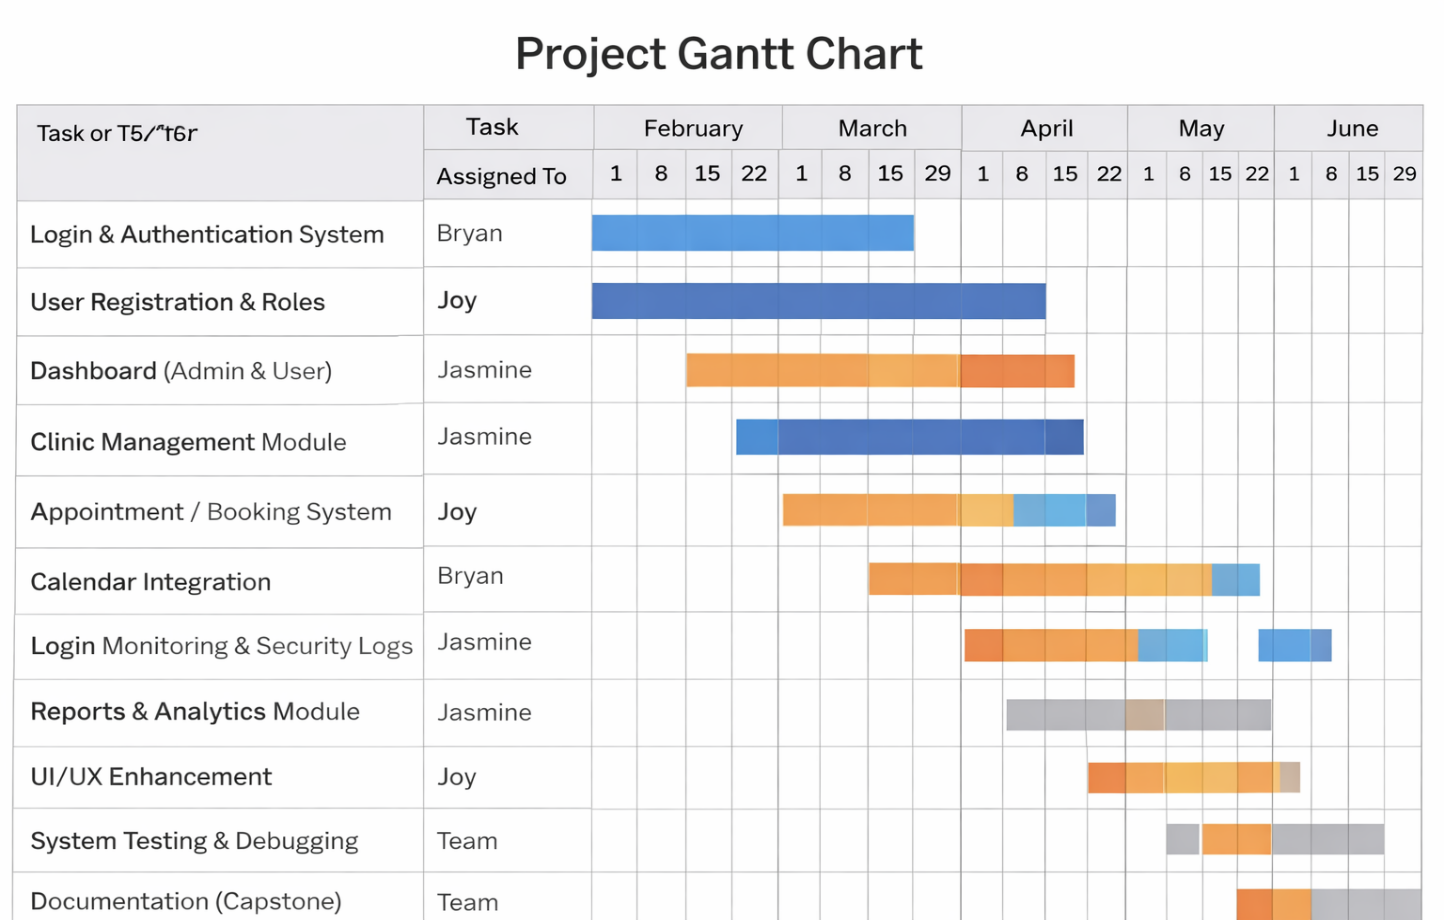 Project Gantt Chart
Task or Task
February March April May June
Assigned To
1 8 15 22 1 8 15 29 1 8 15 22 1 8 15 22 1 8 15 29
Login & Authentication System Bryan
User Registration & Roles Joy
Dashboard (Admin & User) Jasmine
Clinic Management Module Jasmine
Appointment / Booking System Joy
Calendar Integration Bryan
Login Monitoring & Security Logs Jasmine
Reports & Analytics Module Jasmine
UI/UX Enhancement Joy
System Testing & Debugging Team
Documentation (Capstone) Team